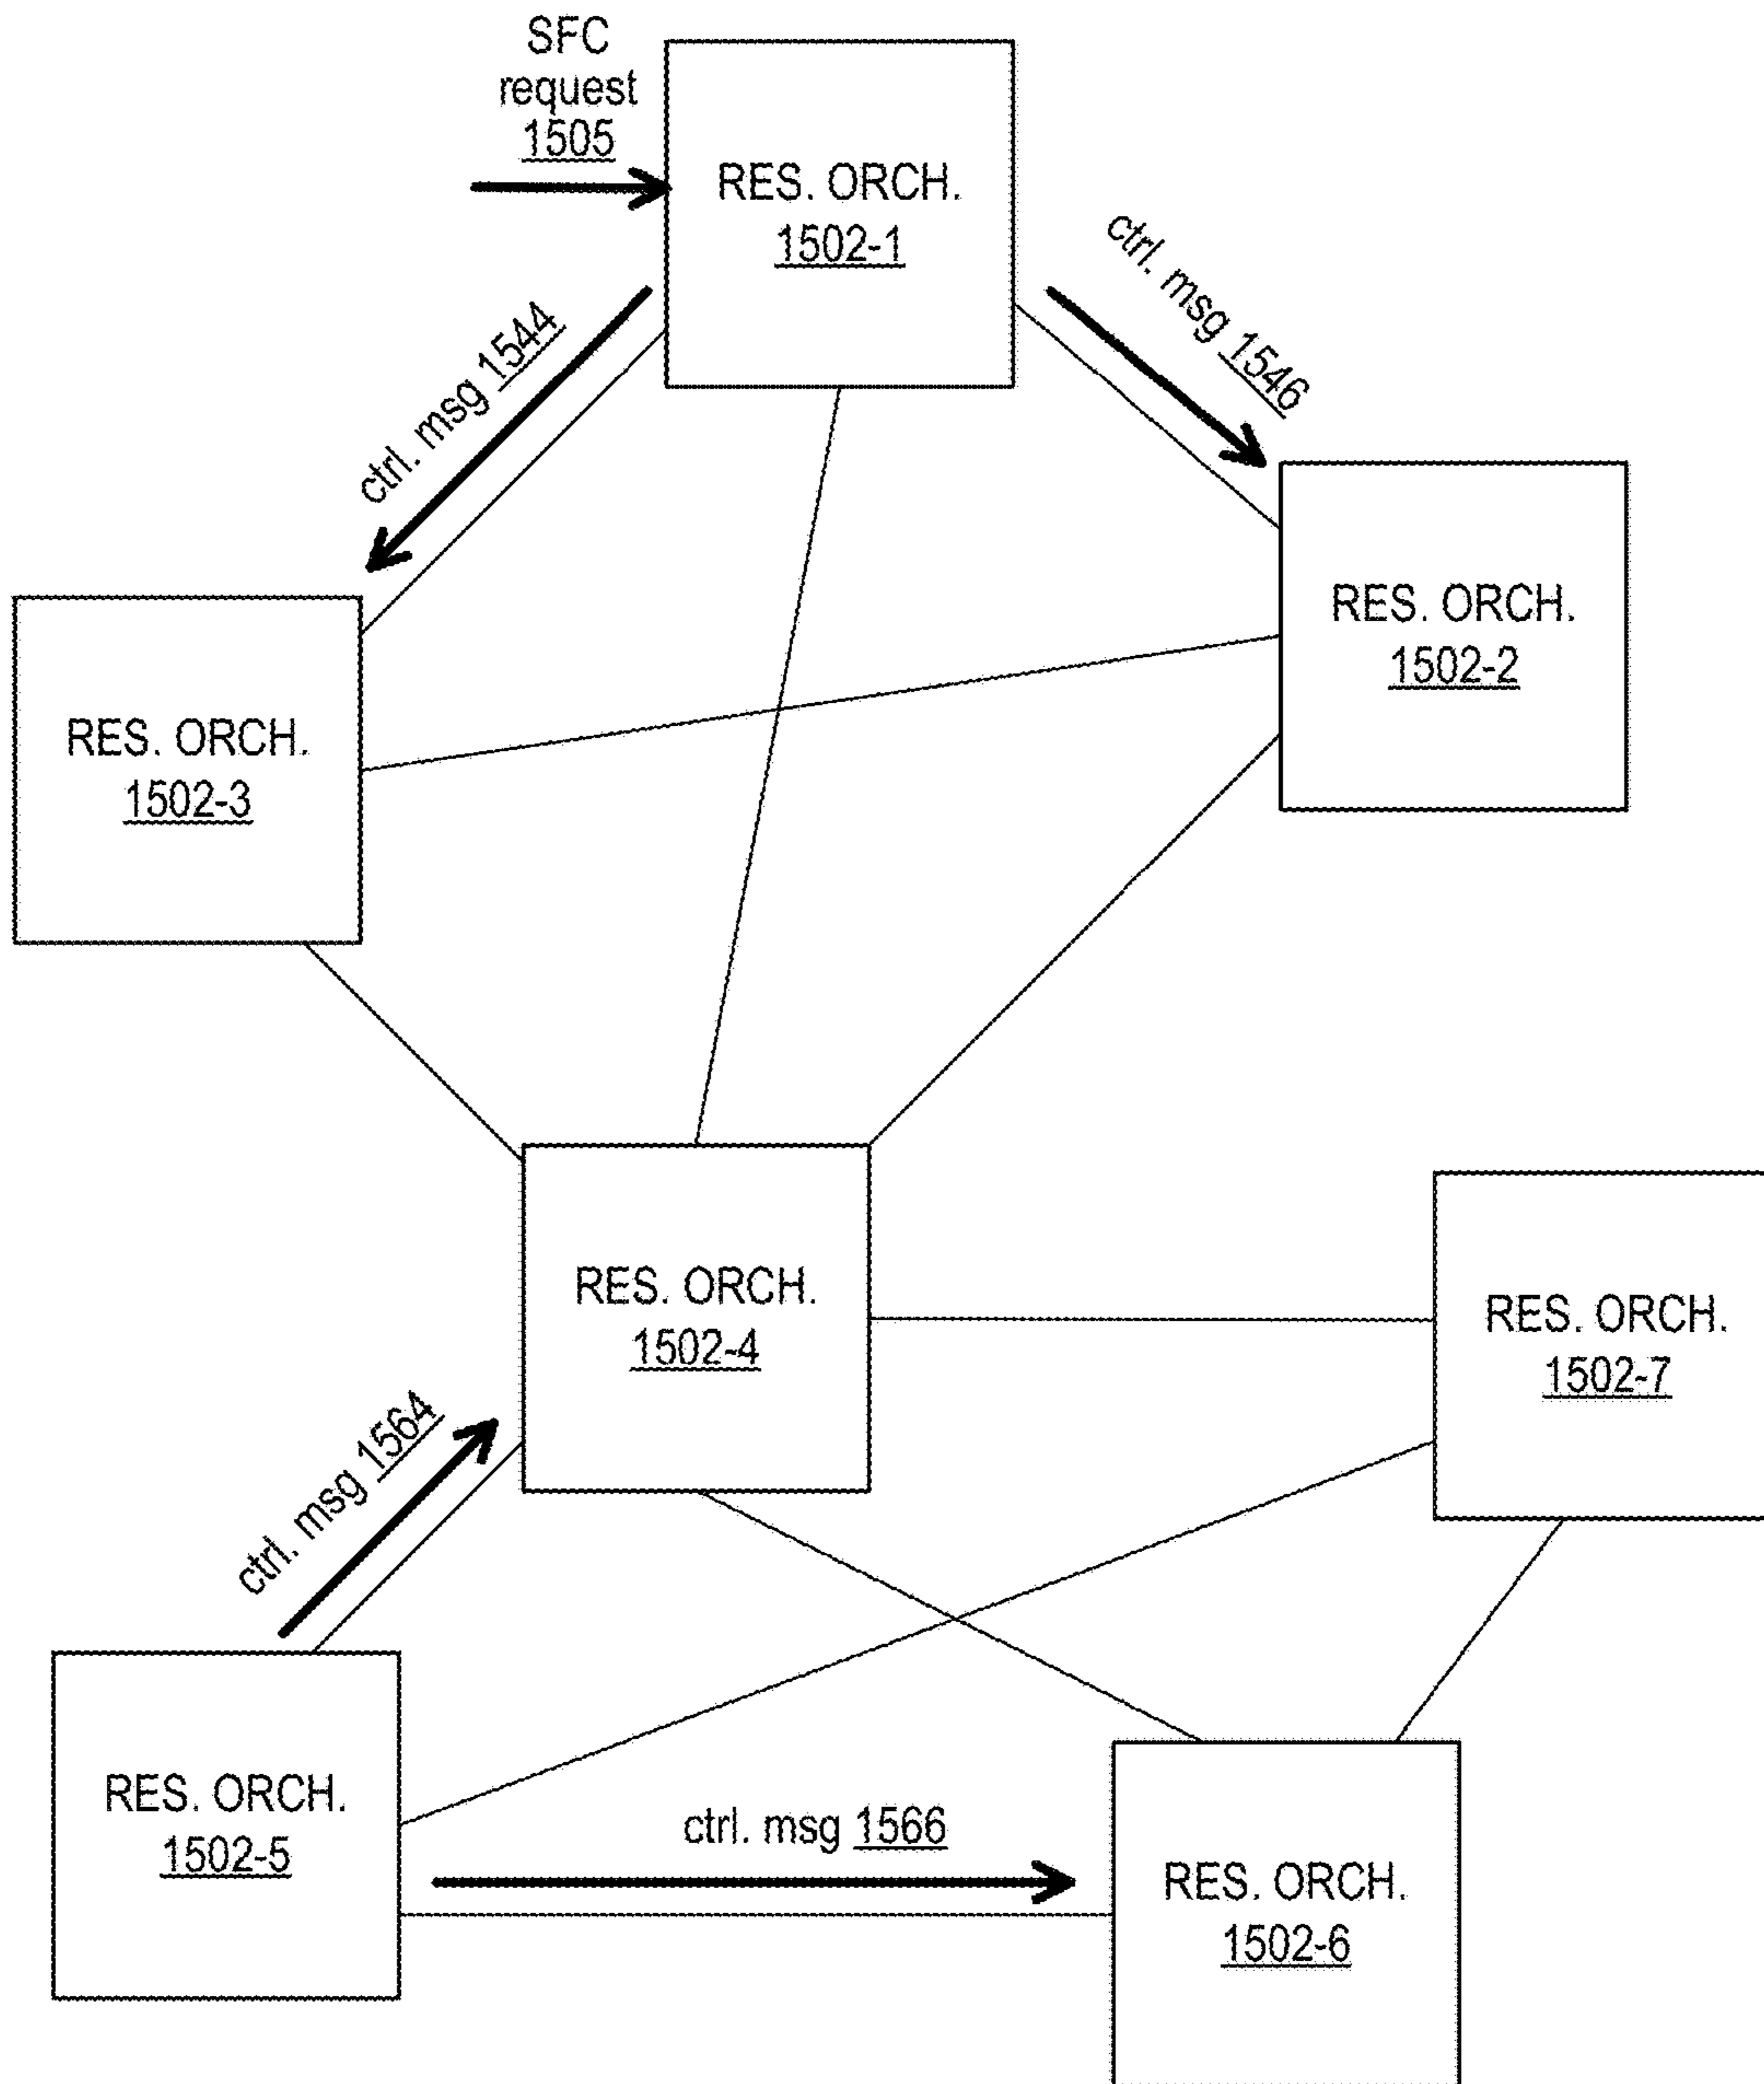 SFC
request
1505
RES. ORCH.
1502-1
ctrl. msg 1544
ctrl. msg 1546
RES. ORCH.
1502-2
RES. ORCH.
1502-3
RES. ORCH.
1502-4
RES. ORCH.
1502-7
ctrl. msg 1564
RES. ORCH.
1502-5
ctrl. msg 1566
RES. ORCH.
1502-6